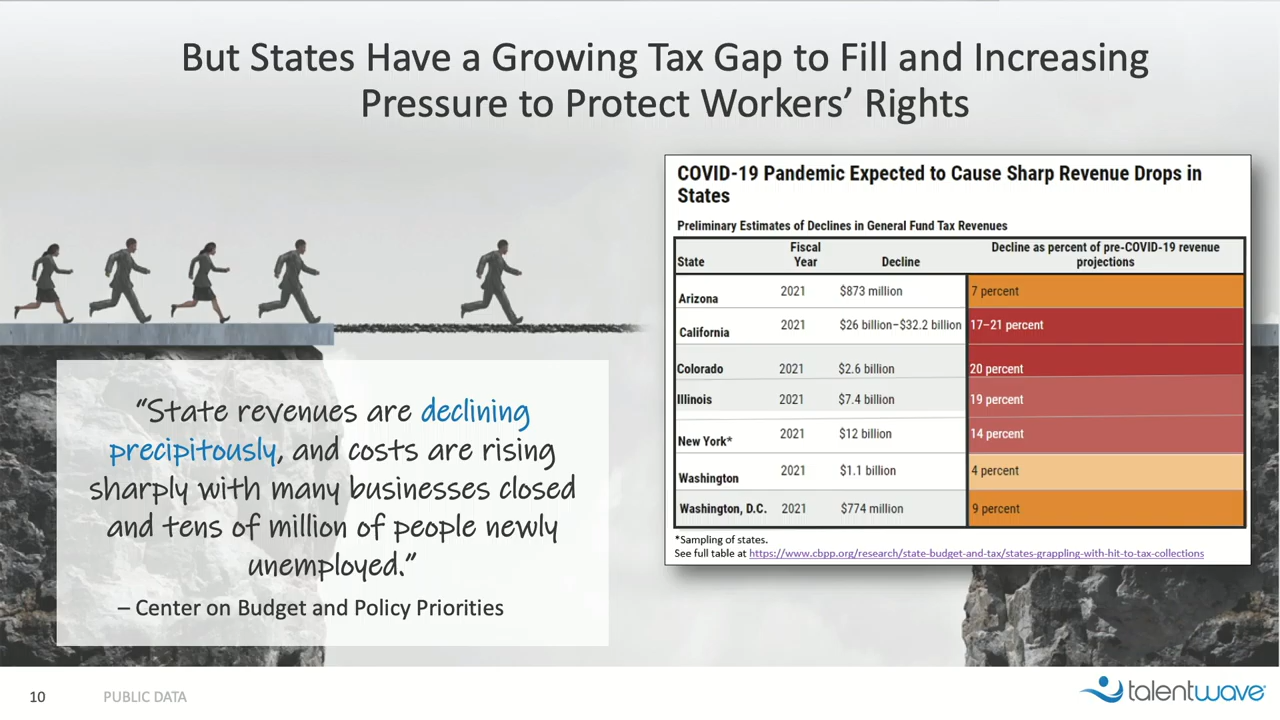 But States Have a Growing Tax Gap to Fill and Increasing
Pressure to Protect Workers’ Rights
“State revenues are declining
precipitously, and costs are rising
sharply with many businesses closed
and tens of million of people newly
unemployed.”
– Center on Budget and Policy Priorities
COVID-19 Pandemic Expected to Cause Sharp Revenue Drops in
States
Preliminary Estimates of Declines in General Fund Tax Revenues
State Fiscal Year Decline Decline as percent of pre-COVID-19 revenue projections
Arizona 2021 $873 million 7 percent
California 2021 $26 billion–$32.2 billion 17–21 percent
Colorado 2021 $2.6 billion 20 percent
Illinois 2021 $7.4 billion 19 percent
New York* 2021 $12 billion 14 percent
Washington 2021 $1.1 billion 4 percent
Washington, D.C. 2021 $774 million 9 percent
*Sampling of states.
See full table at https://www.cbpp.org/research/state-budget-and-tax/states-grappling-with-hit-to-tax-collections
10 PUBLIC DATA
talentwave